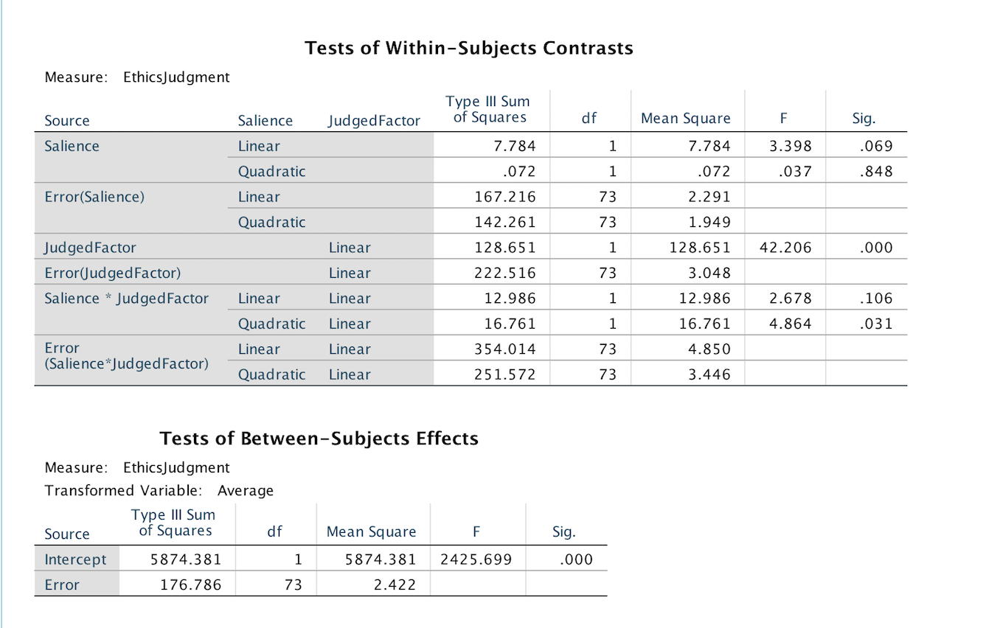 Tests of Within-Subjects Contrasts
Measure: EthicsJudgment
Source Salience JudgedFactor Type III Sum of Squares df Mean Square F Sig.
Salience Linear 7.784 1 7.784 3.398 .069
Quadratic .072 1 .072 .037 .848
Error(Salience) Linear 167.216 73 2.291
Quadratic 142.261 73 1.949
JudgedFactor Linear 128.651 1 128.651 42.206 .000
Error(JudgedFactor) Linear 222.516 73 3.048
Salience * JudgedFactor Linear Linear 12.986 1 12.986 2.678 .106
Quadratic Linear 16.761 1 16.761 4.864 .031
Error (Salience*JudgedFactor) Linear Linear 354.014 73 4.850
Quadratic Linear 251.572 73 3.446
Tests of Between-Subjects Effects
Measure: EthicsJudgment
Transformed Variable: Average
Source Type III Sum of Squares df Mean Square F Sig.
Intercept 5874.381 1 5874.381 2425.699 .000
Error 176.786 73 2.422